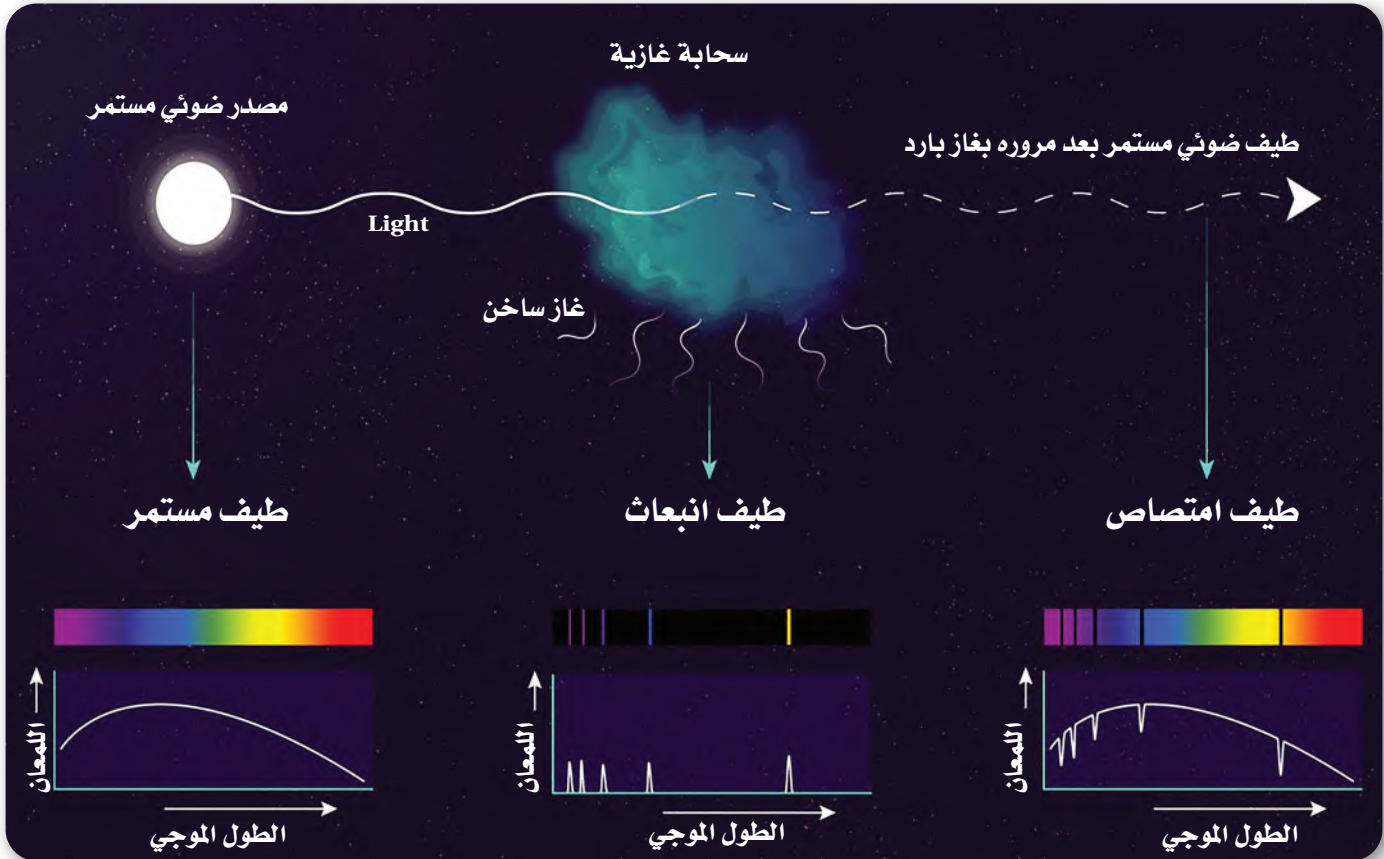 سحابة غازية
مصدر ضوئي مستمر
طيف ضوئي مستمر بعد مروره بغاز بارد
Light
غاز ساخن
طيف مستمر
طيف انبعاث
طيف امتصاص
اللمعان
الطول الموجي
اللمعان
الطول الموجي
اللمعان
الطول الموجي